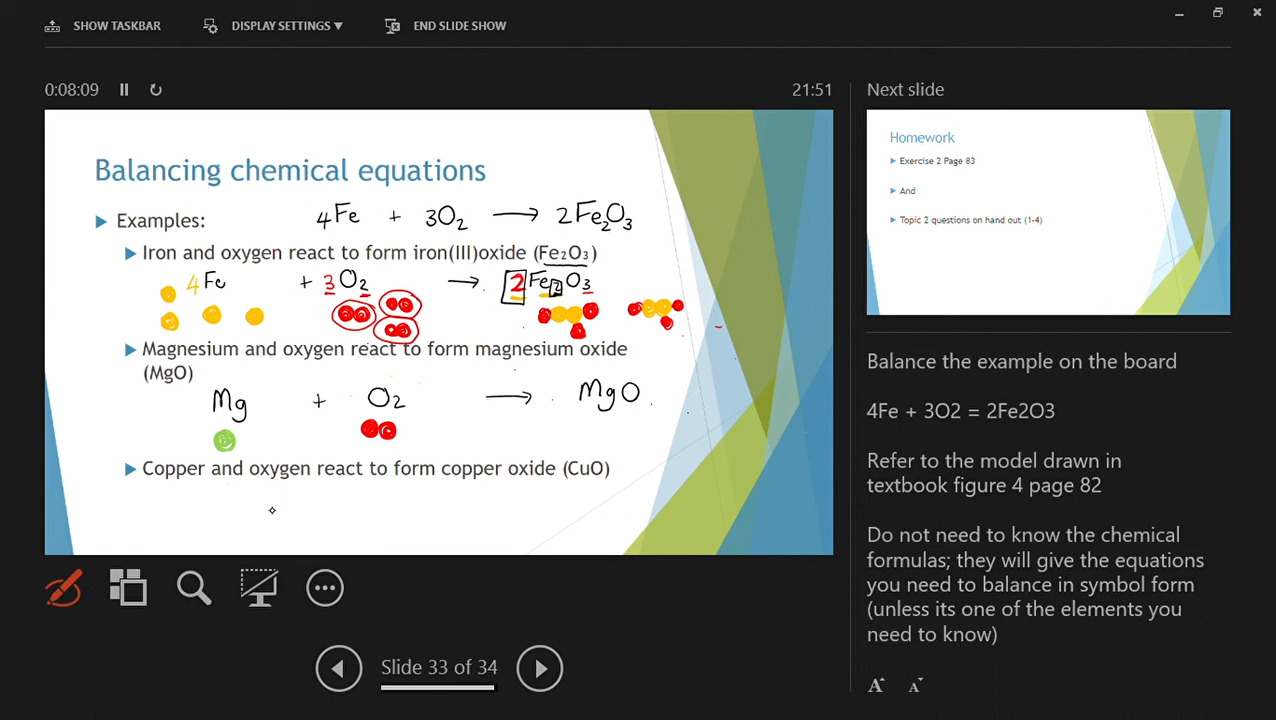 SHOW TASKBAR DISPLAY SETTINGS ▼ END SLIDE SHOW
0:08:09 21:51
Balancing chemical equations
Examples: 4Fe + 3O₂ → 2Fe₂O₃
Iron and oxygen react to form iron(III)oxide (Fe₂O₃)
4Fe + 3O₂ → 2Fe₂O₃
Magnesium and oxygen react to form magnesium oxide
(MgO)
Mg + O₂ → MgO
Copper and oxygen react to form copper oxide (CuO)
Slide 33 of 34
Next slide
Homework
Exercise 2 Page 83
And
Topic 2 questions on hand out (1-4)
Balance the example on the board
4Fe + 3O2 = 2Fe2O3
Refer to the model drawn in
textbook figure 4 page 82
Do not need to know the chemical
formulas; they will give the equations
you need to balance in symbol form
(unless its one of the elements you
need to know)
A A